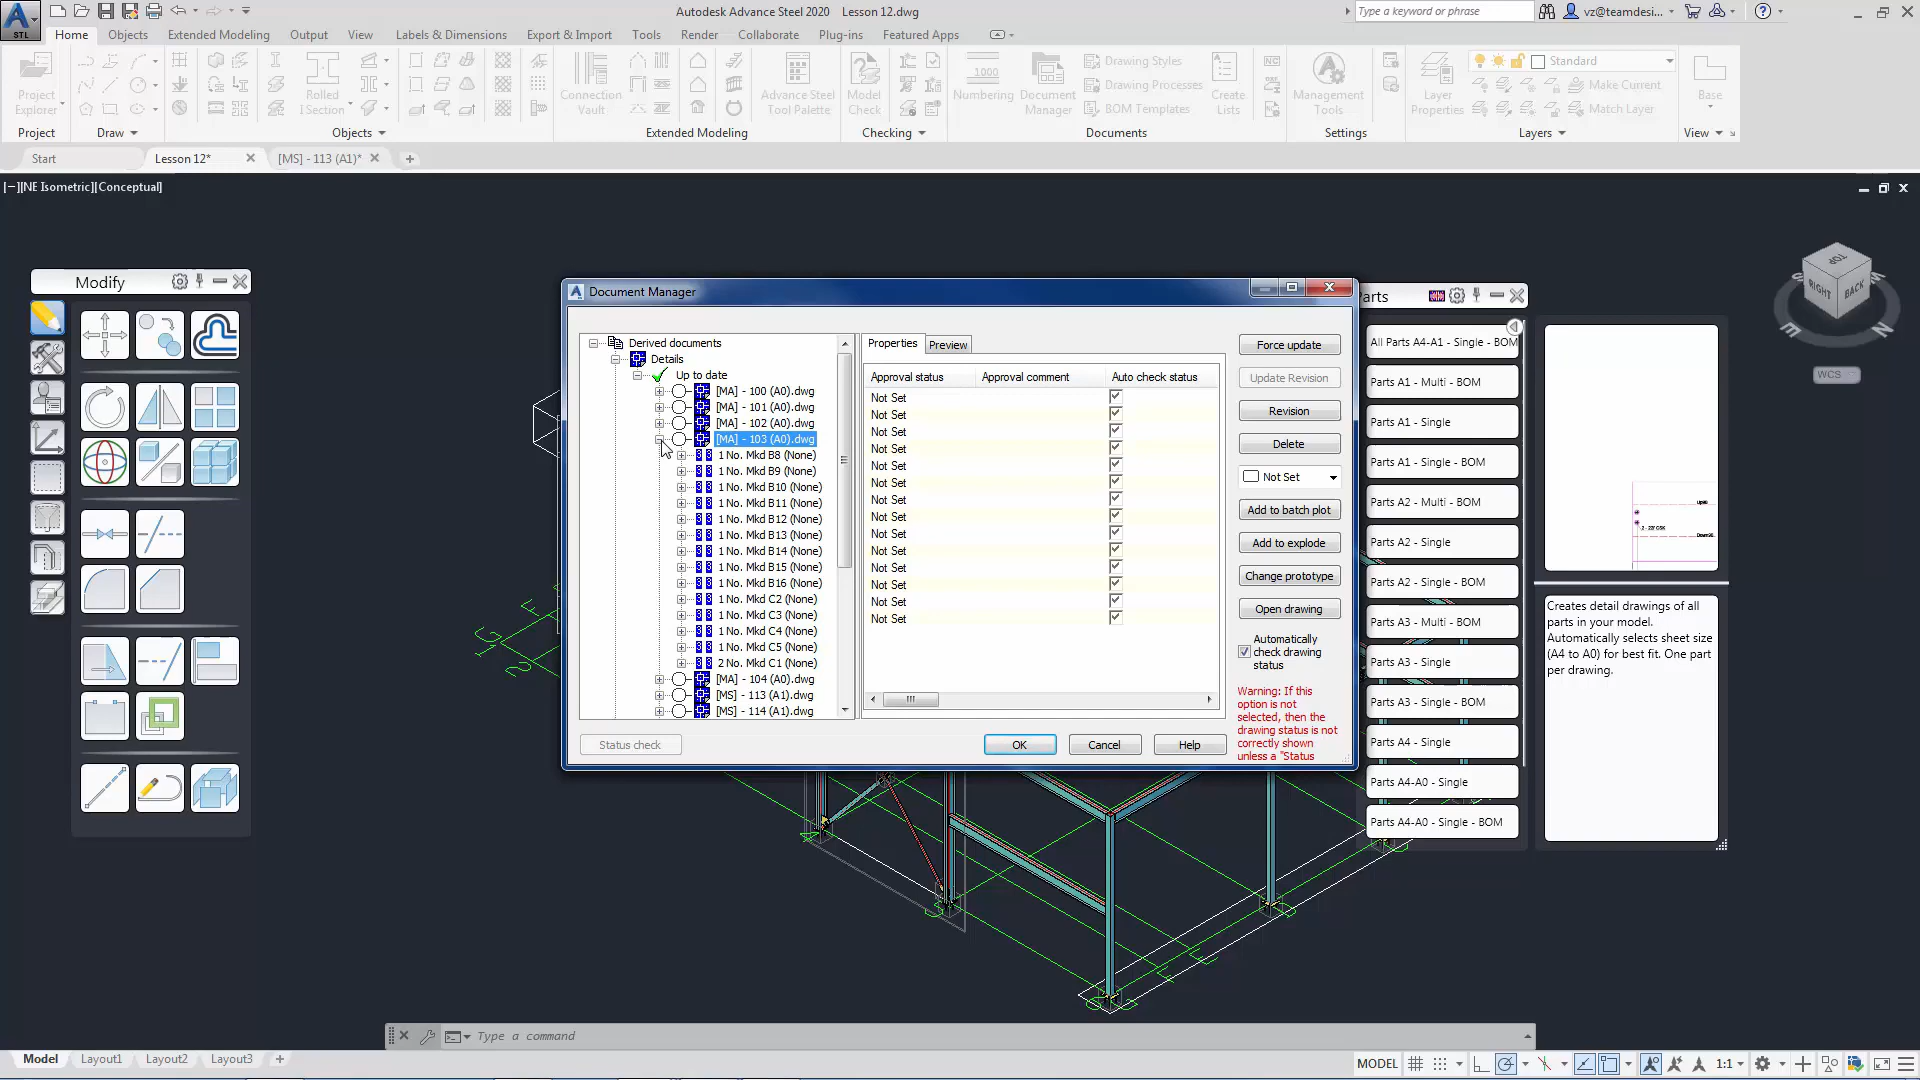 Autodesk Advance Steel 2020 Lesson 12.dwg
Type a keyword or phrase
vz@teamdesi...
STL
Home Objects Extended Modeling Output View Labels & Dimensions Export & Import Tools Render Collaborate Plug-ins Featured Apps
Project Explorer
Rolled I Section
Connection Vault
Advance Steel Tool Palette
Model Check
1000
Numbering
Document Manager
Drawing Styles
Drawing Processes
BOM Templates
Create Lists
NC
Management Tools
Layer Properties
Standard
Make Current
Match Layer
Base
Project Draw Objects Extended Modeling Checking Documents Settings Layers View
Start Lesson 12* [MS] - 113 (A1)*
[−][NE Isometric][Conceptual]
TOP
RIGHT
BACK
S
E
N
WCS
Modify
Document Manager
Derived documents
Details
Up to date
[MA] - 100 (A0).dwg
[MA] - 101 (A0).dwg
[MA] - 102 (A0).dwg
[MA] - 103 (A0).dwg
1 No. Mkd B8 (None)
1 No. Mkd B9 (None)
1 No. Mkd B10 (None)
1 No. Mkd B11 (None)
1 No. Mkd B12 (None)
1 No. Mkd B13 (None)
1 No. Mkd B14 (None)
1 No. Mkd B15 (None)
1 No. Mkd B16 (None)
1 No. Mkd C2 (None)
1 No. Mkd C3 (None)
1 No. Mkd C4 (None)
1 No. Mkd C5 (None)
2 No. Mkd C1 (None)
[MA] - 104 (A0).dwg
[MS] - 113 (A1).dwg
[MS] - 114 (A1).dwg
Properties Preview
Approval status Approval comment Auto check status
Not Set
Not Set
Not Set
Not Set
Not Set
Not Set
Not Set
Not Set
Not Set
Not Set
Not Set
Not Set
Not Set
Not Set
Force update
Update Revision
Revision
Delete
Not Set
Add to batch plot
Add to explode
Change prototype
Open drawing
Automatically
check drawing
status
Warning: If this
option is not
selected, then the
drawing status is not
correctly shown
unless a "Status
Status check OK Cancel Help
Parts
All Parts A4-A1 - Single - BOM
Parts A1 - Multi - BOM
Parts A1 - Single
Parts A1 - Single - BOM
Parts A2 - Multi - BOM
Parts A2 - Single
Parts A2 - Single - BOM
Parts A3 - Multi - BOM
Parts A3 - Single
Parts A3 - Single - BOM
Parts A4 - Single
Parts A4-A0 - Single
Parts A4-A0 - Single - BOM
Creates detail drawings of all
parts in your model.
Automatically selects sheet size
(A4 to A0) for best fit. One part
per drawing.
Type a command
Model Layout1 Layout2 Layout3
MODEL
1:1